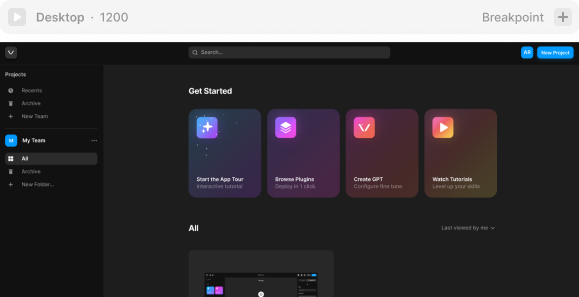 Desktop · 1200
Breakpoint
Search...
AR
New Project
Projects
Recents
Archive
New Team
M
My Team
All
Archive
New Folder...
Get Started
Start the App Tour
Interactive tutorial
Browse Plugins
Deploy in 1 click
Create GPT
Configure fine tune
Watch Tutorials
Level up your skills
All
Last viewed by me